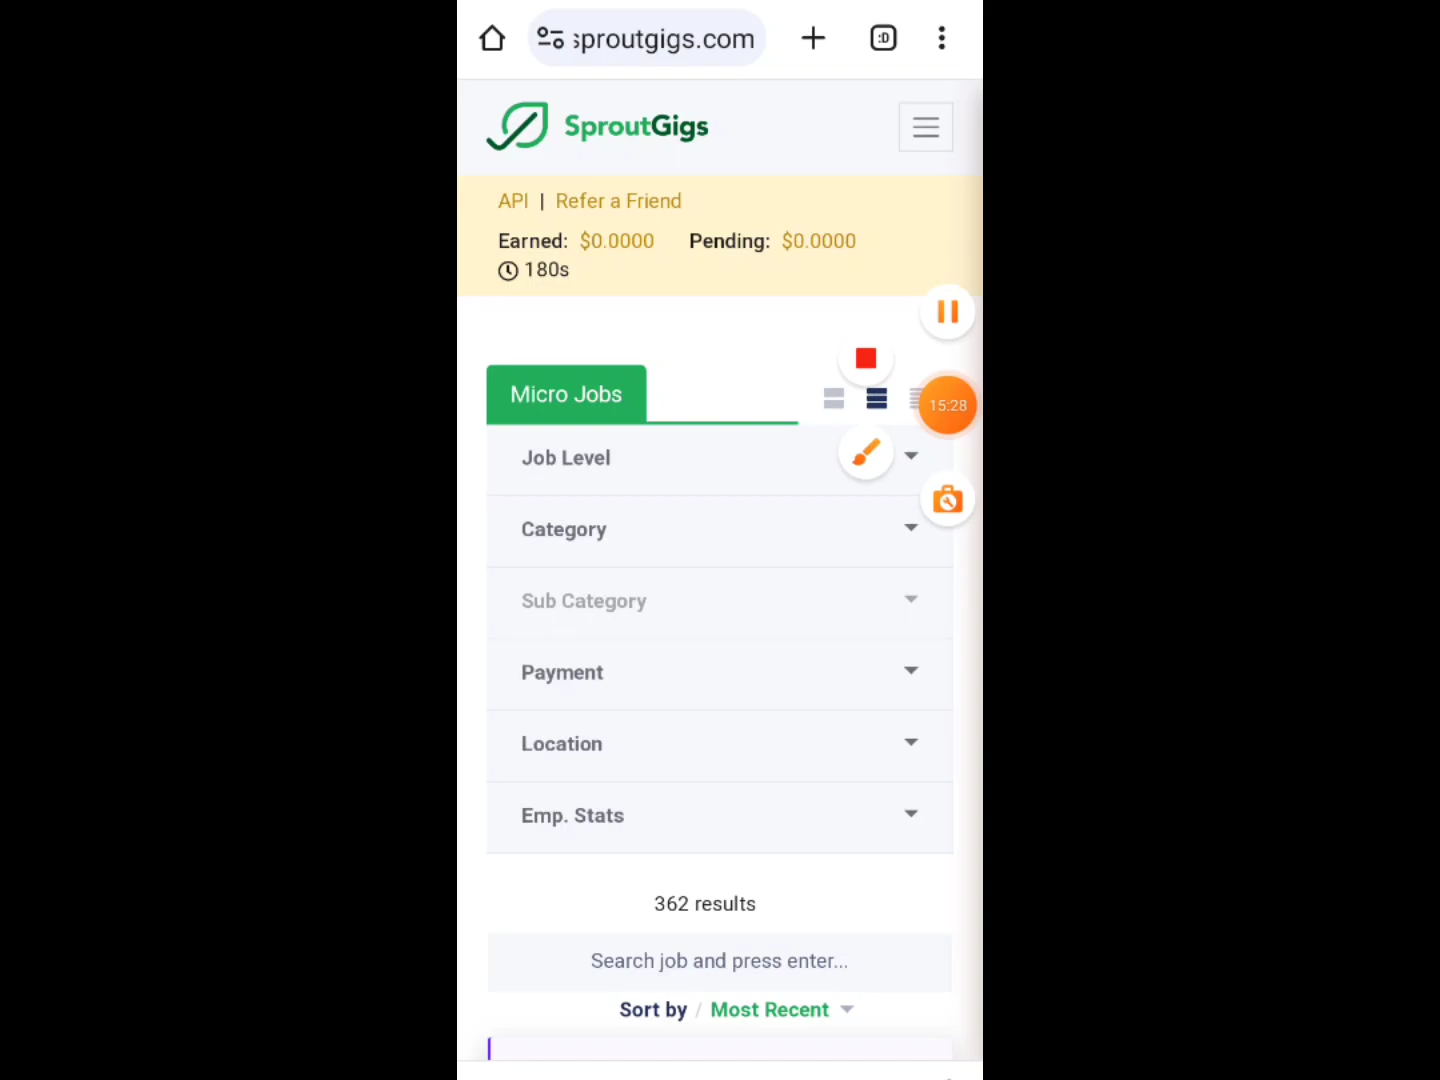 sproutgigs.com
:D
SproutGigs
API | Refer a Friend
Earned: $0.0000 Pending: $0.0000
180s
Micro Jobs
15:28
Job Level
Category
Sub Category
Payment
Location
Emp. Stats
362 results
Search job and press enter...
Sort by / Most Recent